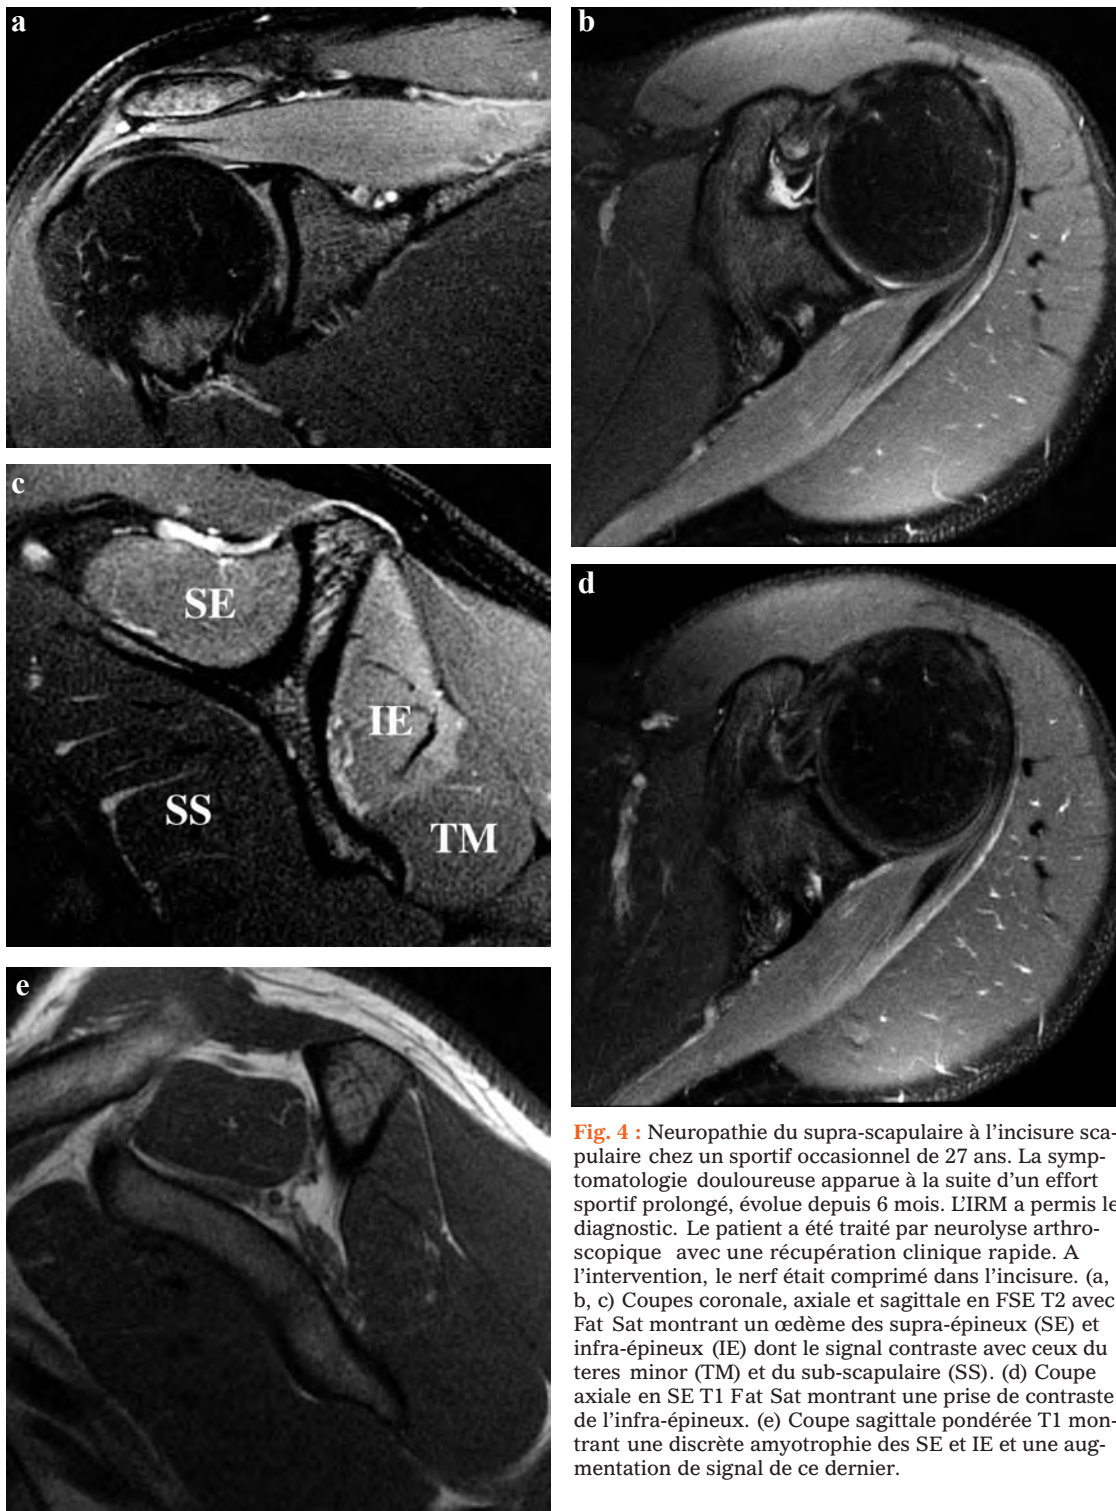 a
b
c
SE
IE
SS
TM
d
e
Fig. 4 : Neuropathie du supra-scapulaire à l'incisure sca-
pulaire chez un sportif occasionnel de 27 ans. La symp-
tomatologie douloureuse apparue à la suite d'un effort
sportif prolongé, évolue depuis 6 mois. L'IRM a permis le
diagnostic. Le patient a été traité par neurolyse arthro-
scopique avec une récupération clinique rapide. A
l'intervention, le nerf était comprimé dans l'incisure. (a,
b, c) Coupes coronale, axiale et sagittale en FSE T2 avec
Fat Sat montrant un œdème des supra-épineux (SE) et
infra-épineux (IE) dont le signal contraste avec ceux du
teres minor (TM) et du sub-scapulaire (SS). (d) Coupe
axiale en SE T1 Fat Sat montrant une prise de contraste
de l'infra-épineux. (e) Coupe sagittale pondérée T1 mon-
trant une discrète amyotrophie des SE et IE et une aug-
mentation de signal de ce dernier.